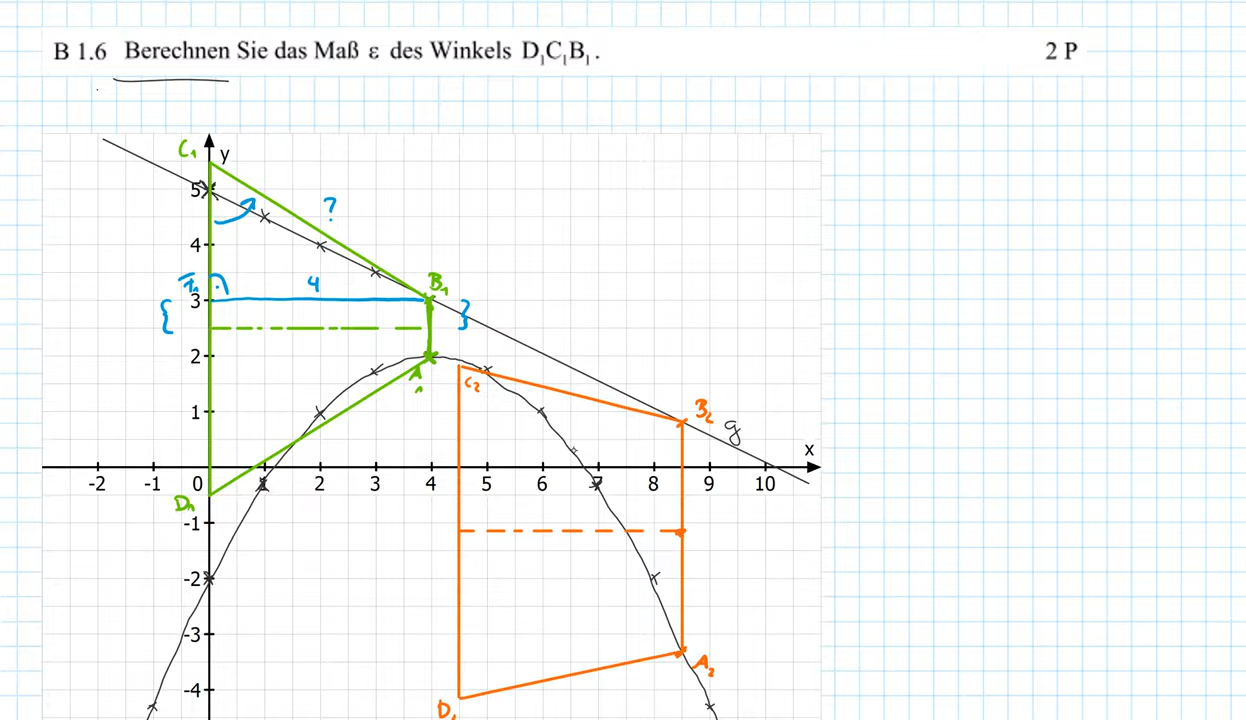 B 1.6 Berechnen Sie das Maß ε des Winkels D₁C₁B₁. 2 P
C₁
y
5
?
4
4
B₁
3
2
A₁
C₂
1
B₂
g
x
-2 -1 0 1 2 3 4 5 6 7 8 9 10
D₁
-1
-2
-3
A₂
-4
D₂